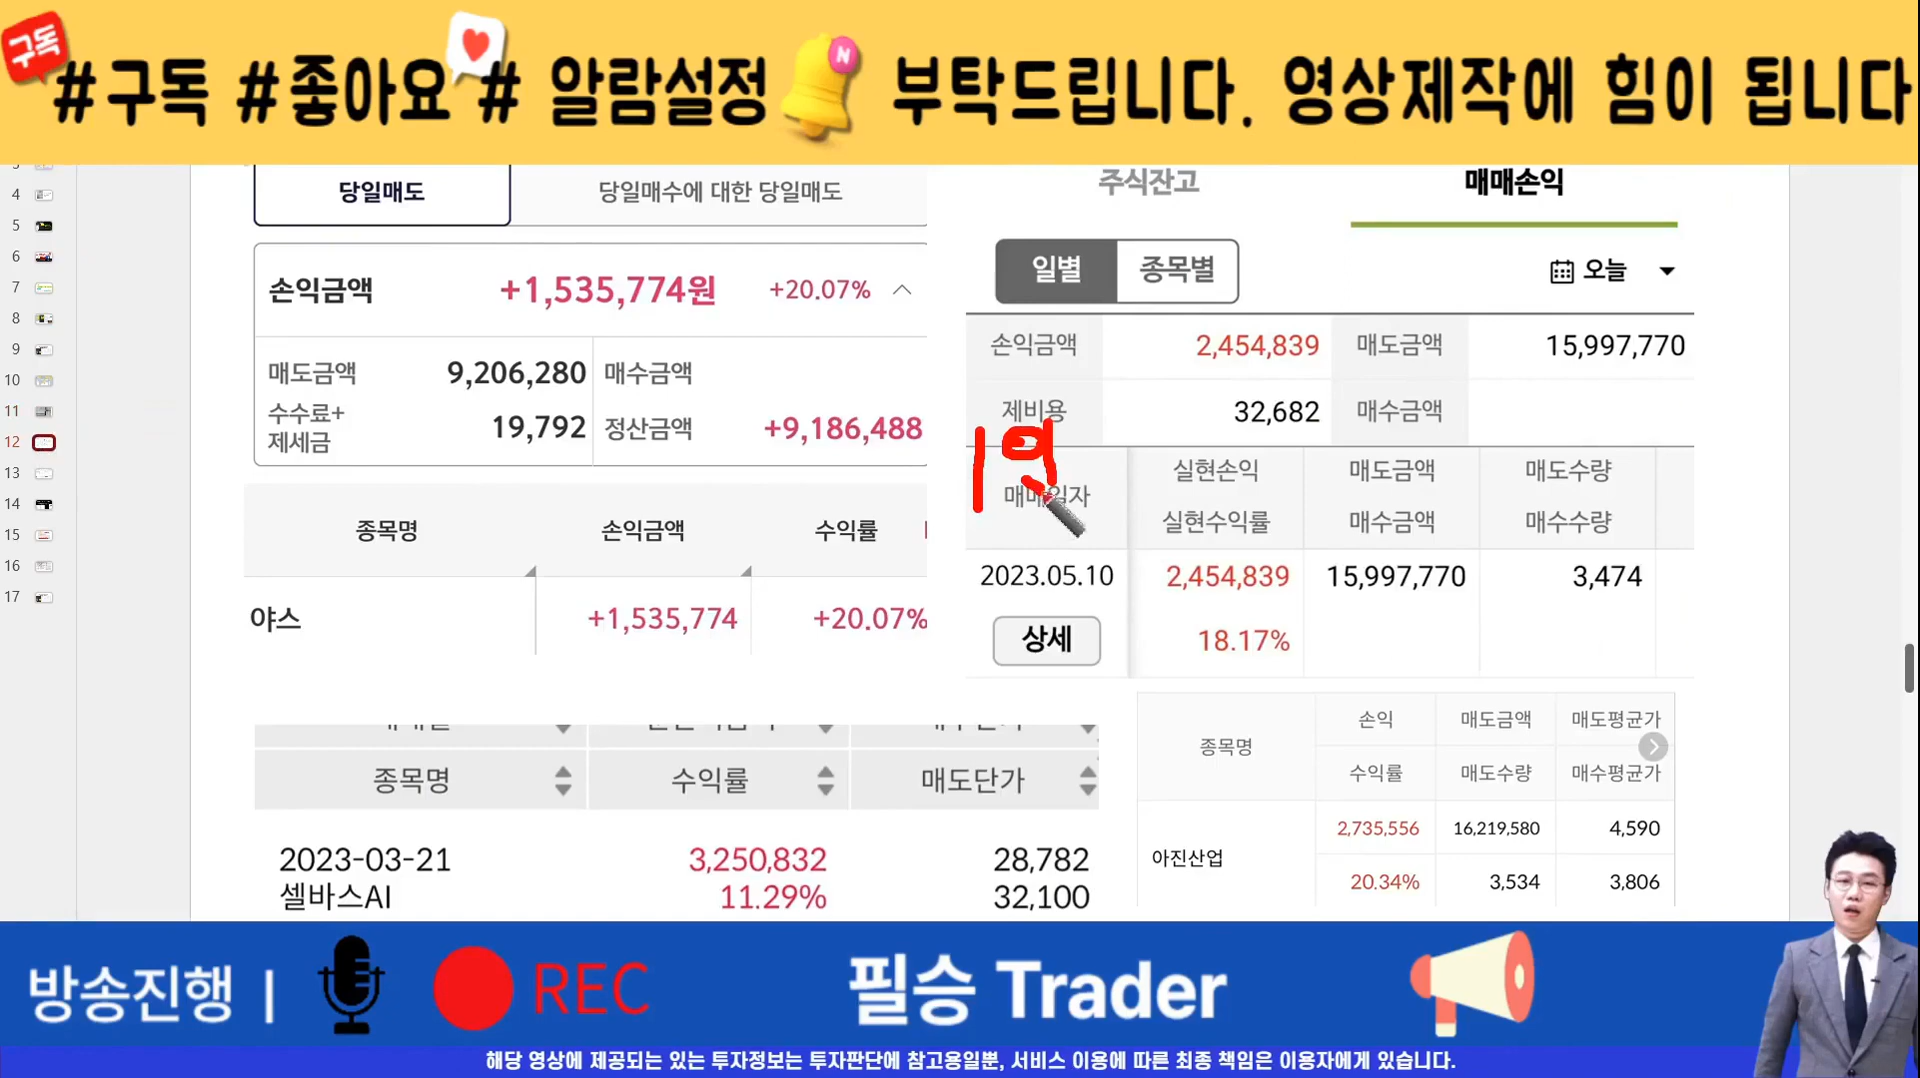 구독
#구독 #좋아요 # 알람설정 N 부탁드립니다. 영상제작에 힘이 됩니다
4
5
6
7
8
9
10
11
12
13
14
15
16
17
당일매도 당일매수에 대한 당일매도
손익금액 +1,535,774원 +20.07%
매도금액 9,206,280 매수금액
수수료+
제세금 19,792 정산금액 +9,186,488
종목명 손익금액 수익률
야스 +1,535,774 +20.07%
주식잔고 매매손익
일별 종목별 오늘
손익금액 2,454,839 매도금액 15,997,770
제비용 32,682 매수금액
19
매매일자 실현손익 매도금액 매도수량
실현수익률 매수금액 매수수량
2023.05.10 2,454,839 15,997,770 3,474
상세 18.17%
종목명 수익률 매도단가
2023-03-21 3,250,832 28,782
셀바스AI 11.29% 32,100
종목명 손익 매도금액 매도평균가
수익률 매도수량 매수평균가
아진산업 2,735,556 16,219,580 4,590
20.34% 3,534 3,806
방송진행 | REC 필승 Trader
해당 영상에 제공되는 있는 투자정보는 투자판단에 참고용일뿐, 서비스 이용에 따른 최종 책임은 이용자에게 있습니다.